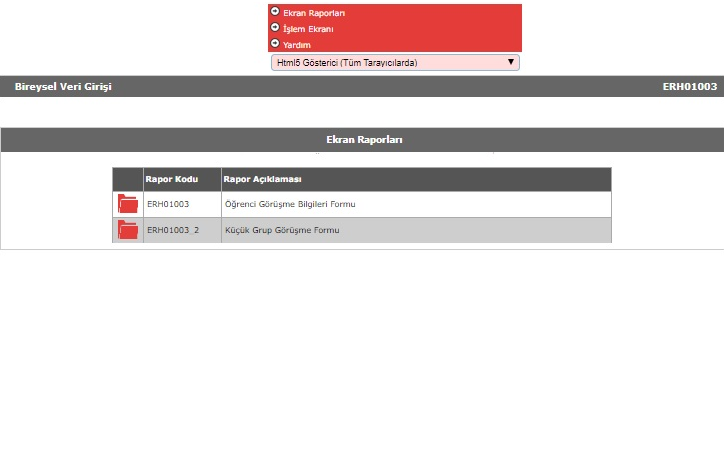 Ekran Raporları
İşlem Ekranı
Yardım
Html5 Gösterici (Tüm Tarayıcılarda)
Bireysel Veri Girişi ERH01003
Ekran Raporları
Rapor Kodu Rapor Açıklaması
ERH01003 Öğrenci Görüşme Bilgileri Formu
ERH01003_2 Küçük Grup Görüşme Formu